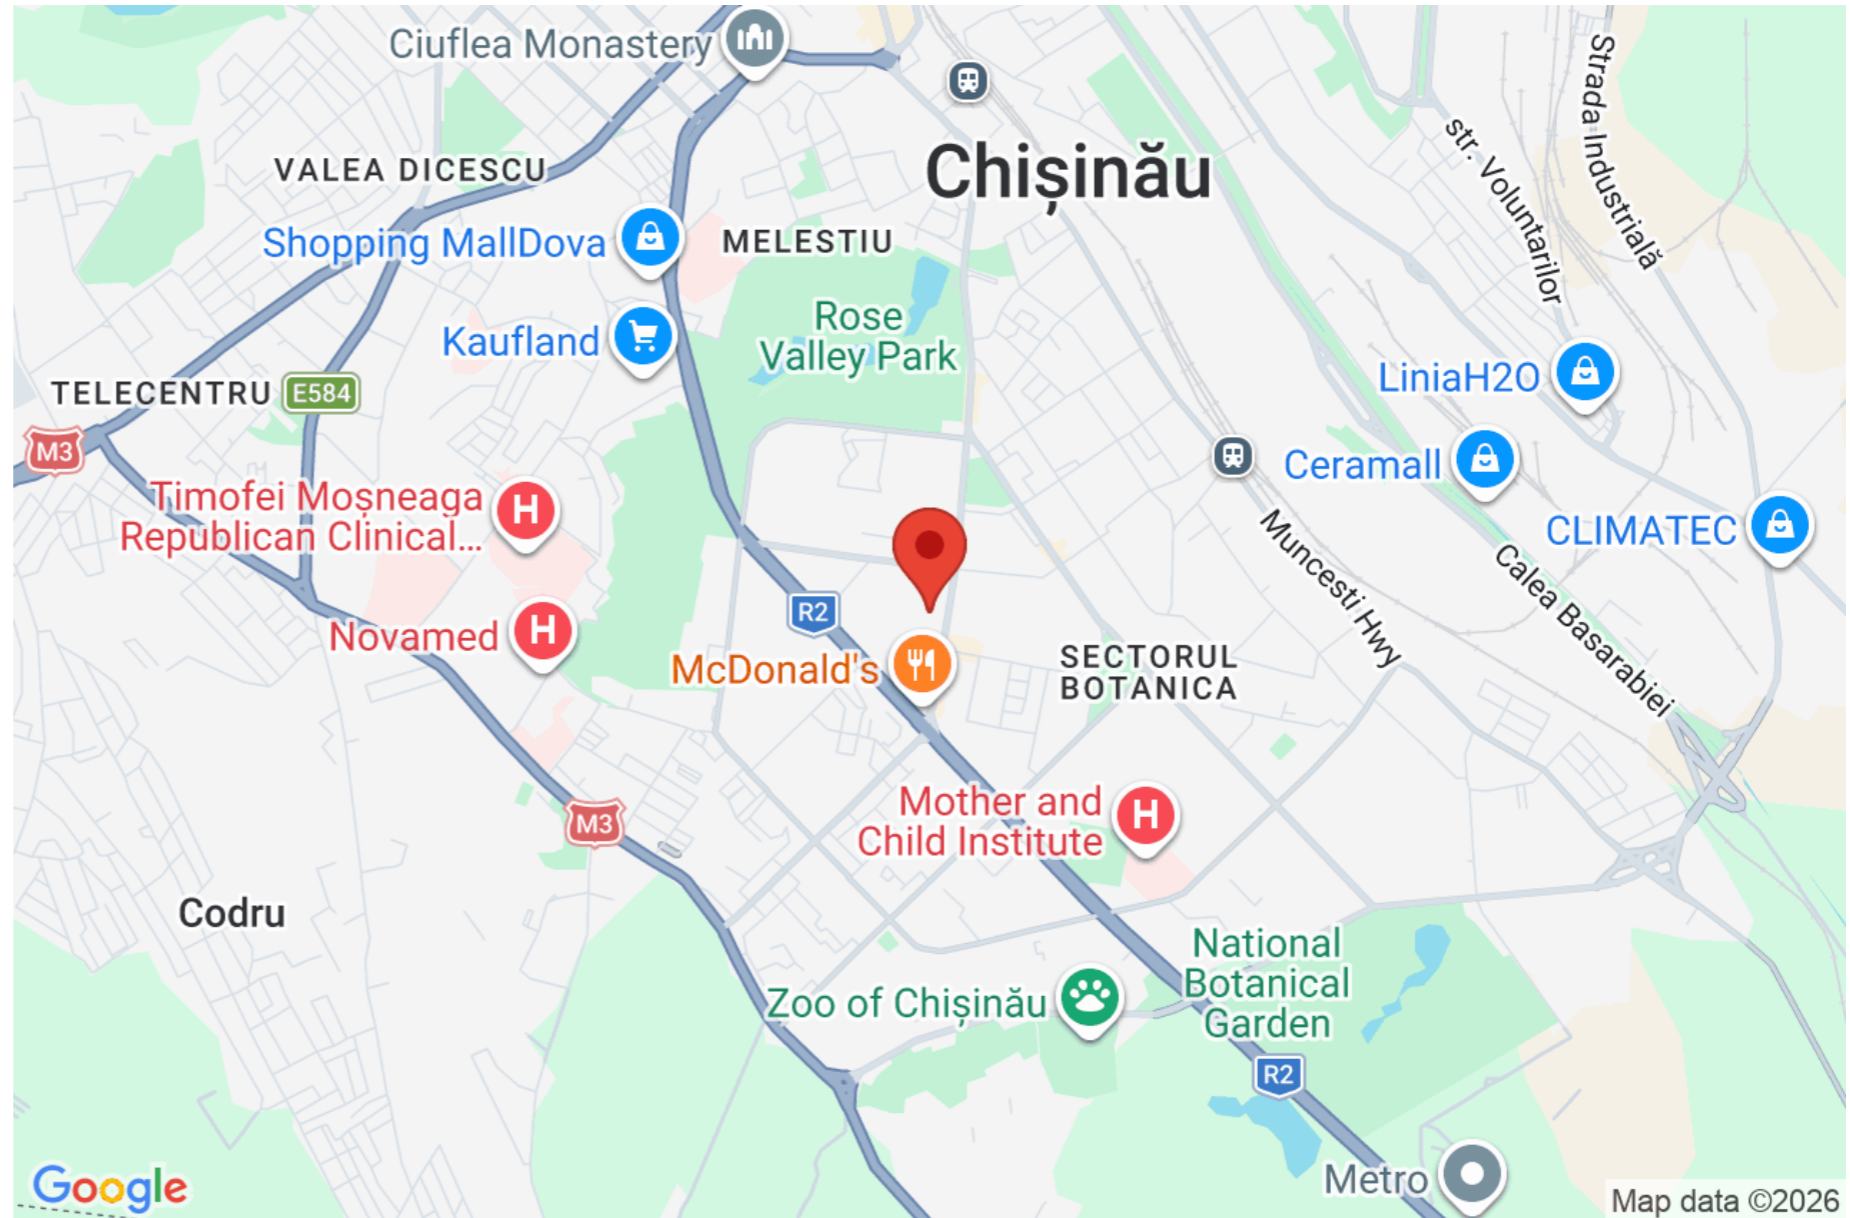 Ciuflea Monastery
Strada Industrială
str. Voluntarilor
Chișinău
VALEA DICESCU
Shopping MallDova
MELESTIU
Rose
Valley Park
Kaufland
LiniaH2O
TELECENTRU
E584
M3
Ceramall
Timofei Moșneaga
Republican Clinical...
CLIMATEC
Muncesti Hwy
Calea Basarabiei
R2
Novamed
McDonald's
SECTORUL
BOTANICA
M3
Mother and
Child Institute
Codru
National
Botanical
Garden
Zoo of Chișinău
R2
Metro
Google
Map data ©2026